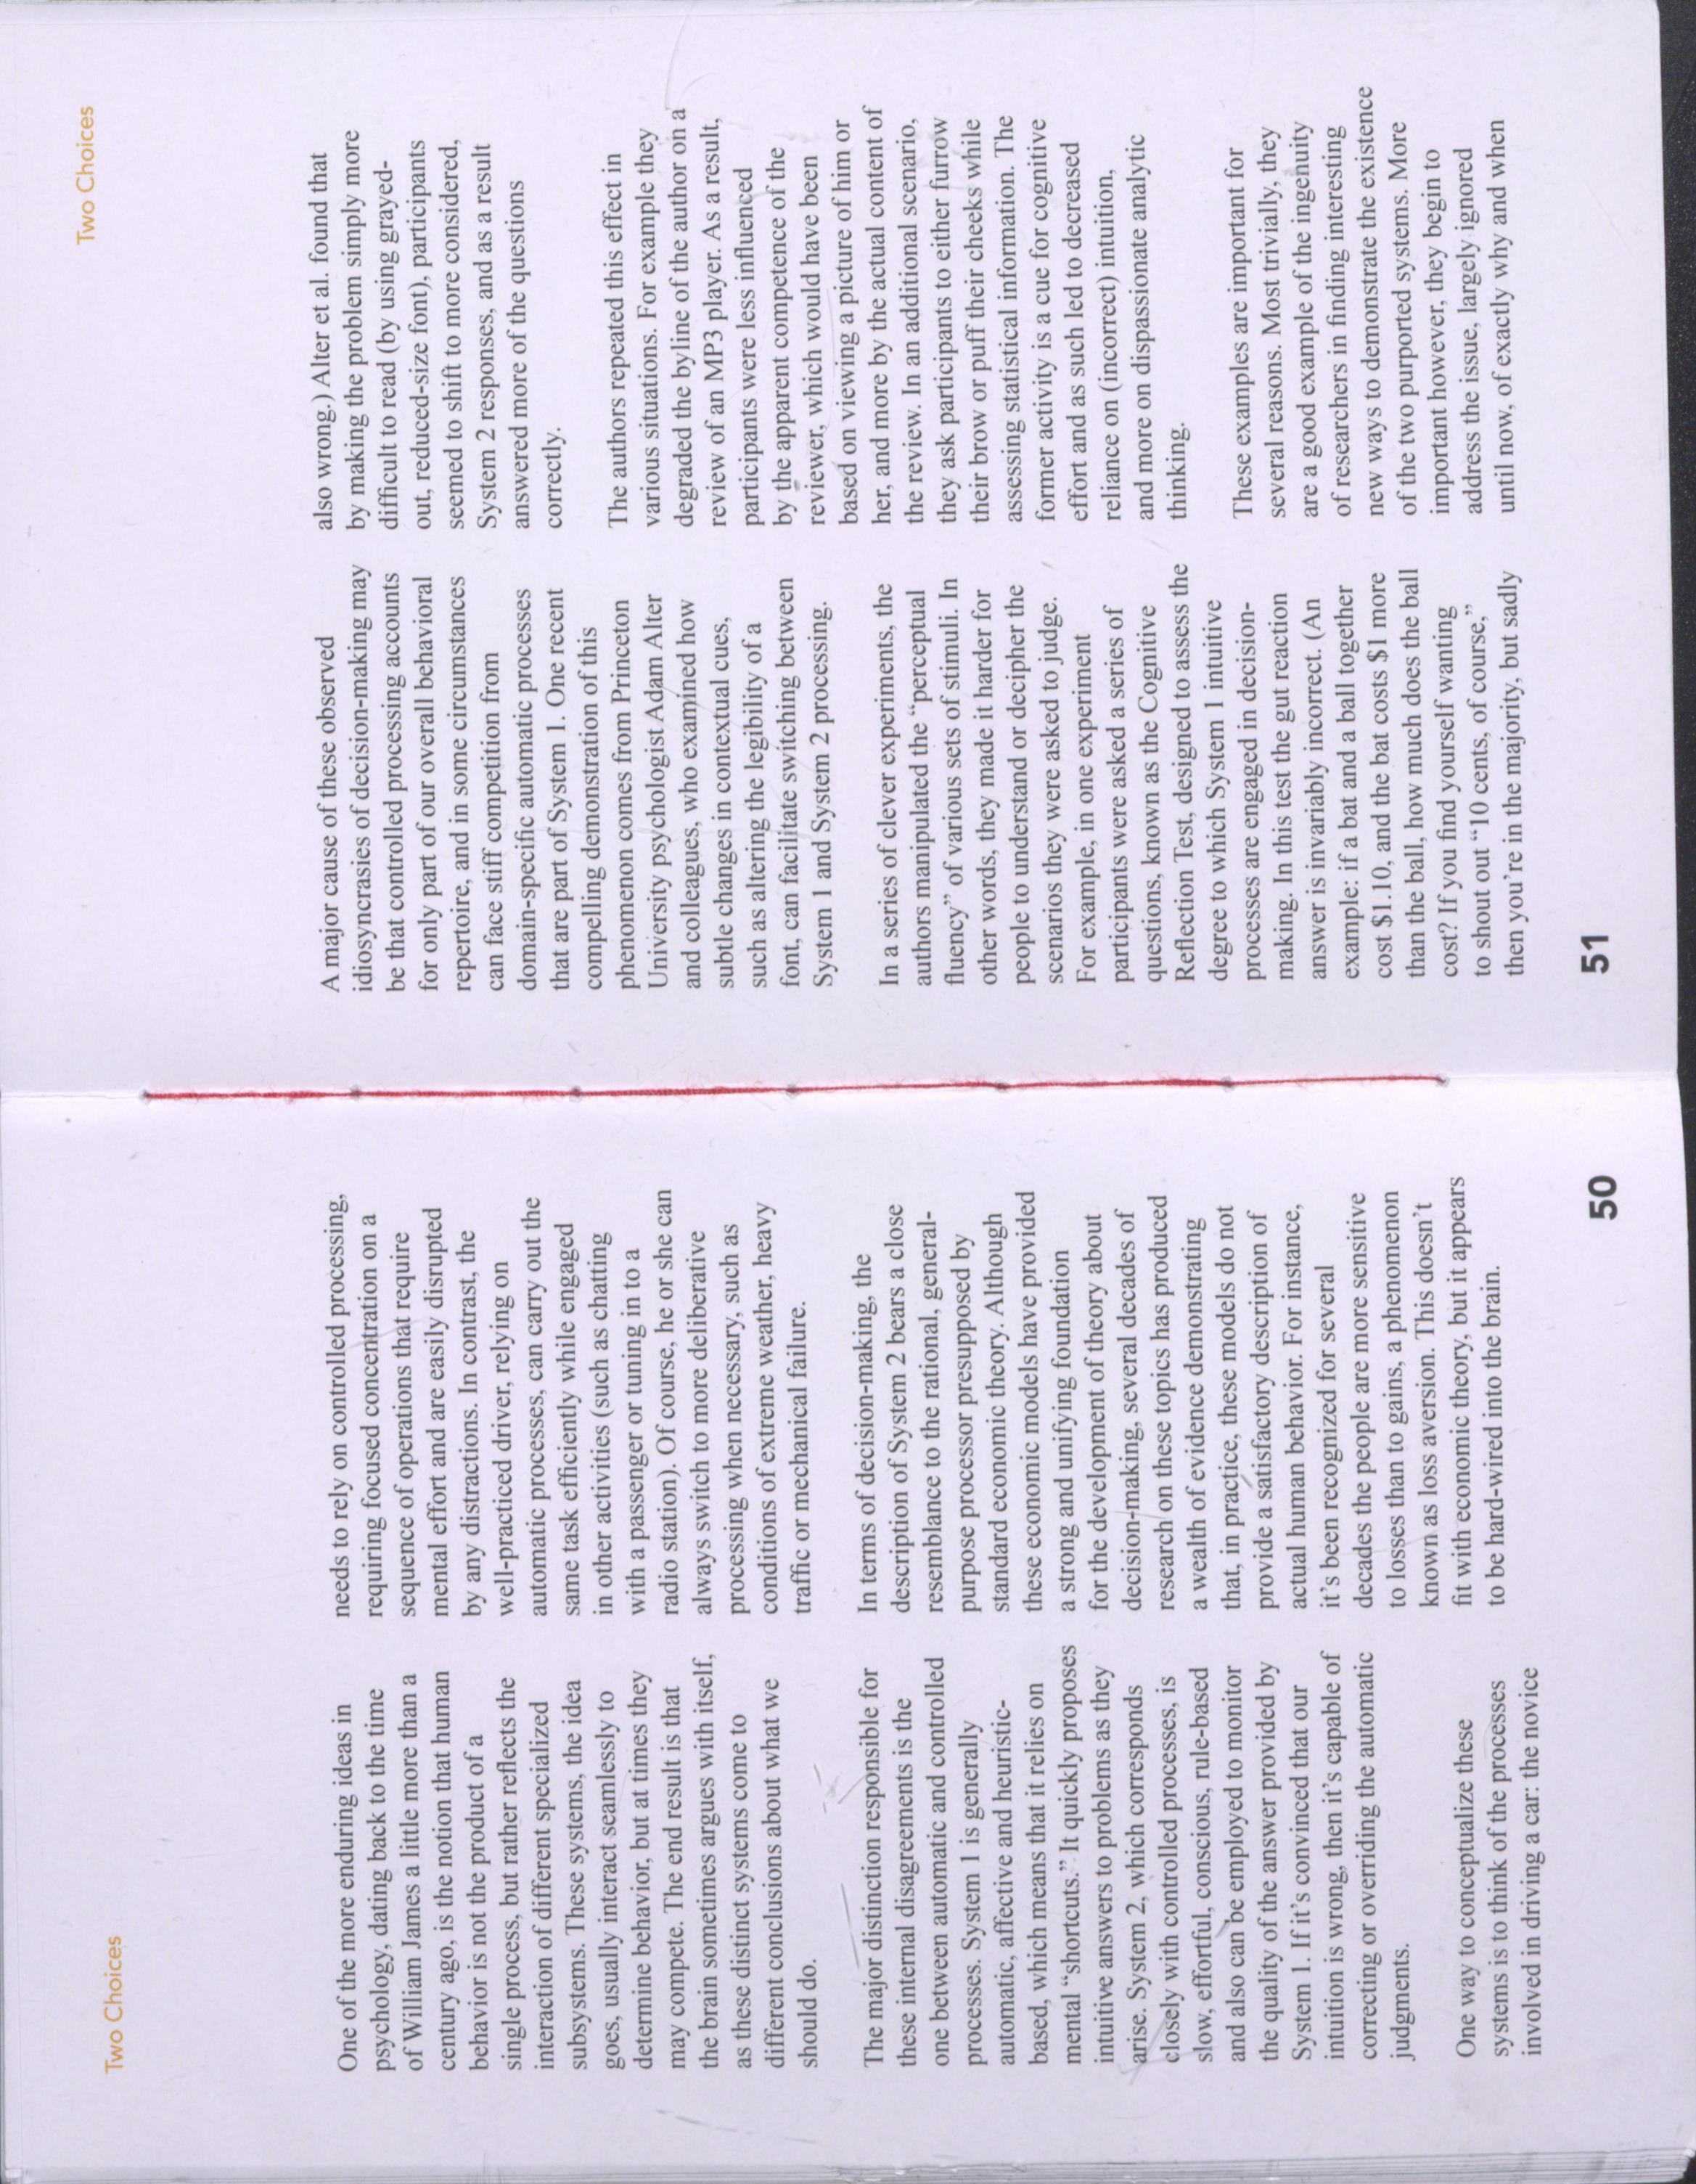 Two Choices
One of the more enduring ideas in
psychology, dating back to the time
of William James a little more than a
century ago, is the notion that human
behavior is not the product of a
single process, but rather reflects the
interaction of different specialized
subsystems. These systems, the idea
goes, usually interact seamlessly to
determine behavior, but at times they
may compete. The end result is that
the brain sometimes argues with itself,
as these distinct systems come to
different conclusions about what we
should do.
The major distinction responsible for
these internal disagreements is the
one between automatic and controlled
processes. System 1 is generally
automatic, affective and heuristic-
based, which means that it relies on
mental “shortcuts.” It quickly proposes
intuitive answers to problems as they
arise. System 2, which corresponds
closely with controlled processes, is
slow, effortful, conscious, rule-based
and also can be employed to monitor
the quality of the answer provided by
System 1. If it’s convinced that our
intuition is wrong, then it’s capable of
correcting or overriding the automatic
judgments.
One way to conceptualize these
systems is to think of the processes
involved in driving a car: the novice
needs to rely on controlled processing,
requiring focused concentration on a
sequence of operations that require
mental effort and are easily disrupted
by any distractions. In contrast, the
well-practiced driver, relying on
automatic processes, can carry out the
same task efficiently while engaged
in other activities (such as chatting
with a passenger or tuning in to a
radio station). Of course, he or she can
always switch to more deliberative
processing when necessary, such as
conditions of extreme weather, heavy
traffic or mechanical failure.
In terms of decision-making, the
description of System 2 bears a close
resemblance to the rational, general-
purpose processor presupposed by
standard economic theory. Although
these economic models have provided
a strong and unifying foundation
for the development of theory about
decision-making, several decades of
research on these topics has produced
a wealth of evidence demonstrating
that, in practice, these models do not
provide a satisfactory description of
actual human behavior. For instance,
it’s been recognized for several
decades the people are more sensitive
to losses than to gains, a phenomenon
known as loss aversion. This doesn’t
fit with economic theory, but it appears
to be hard-wired into the brain.
50
Two Choices
A major cause of these observed
idiosyncrasies of decision-making may
be that controlled processing accounts
for only part of our overall behavioral
repertoire, and in some circumstances
can face stiff competition from
domain-specific automatic processes
that are part of System 1. One recent
compelling demonstration of this
phenomenon comes from Princeton
University psychologist Adam Alter
and colleagues, who examined how
subtle changes in contextual cues,
such as altering the legibility of a
font, can facilitate switching between
System 1 and System 2 processing.
In a series of clever experiments, the
authors manipulated the “perceptual
fluency” of various sets of stimuli. In
other words, they made it harder for
people to understand or decipher the
scenarios they were asked to judge.
For example, in one experiment
participants were asked a series of
questions, known as the Cognitive
Reflection Test, designed to assess the
degree to which System 1 intuitive
processes are engaged in decision-
making. In this test the gut reaction
answer is invariably incorrect. (An
example: if a bat and a ball together
cost $1.10, and the bat costs $1 more
than the ball, how much does the ball
cost? If you find yourself wanting
to shout out “10 cents, of course,”
then you’re in the majority, but sadly
also wrong.) Alter et al. found that
by making the problem simply more
difficult to read (by using grayed-
out, reduced-size font), participants
seemed to shift to more considered,
System 2 responses, and as a result
answered more of the questions
correctly.
The authors repeated this effect in
various situations. For example they
degraded the byline of the author on a
review of an MP3 player. As a result,
participants were less influenced
by the apparent competence of the
reviewer, which would have been
based on viewing a picture of him or
her, and more by the actual content of
the review. In an additional scenario,
they ask participants to either furrow
their brow or puff their cheeks while
assessing statistical information. The
former activity is a cue for cognitive
effort and as such led to decreased
reliance on (incorrect) intuition,
and more on dispassionate analytic
thinking.
These examples are important for
several reasons. Most trivially, they
are a good example of the ingenuity
of researchers in finding interesting
new ways to demonstrate the existence
of the two purported systems. More
important however, they begin to
address the issue, largely ignored
until now, of exactly why and when
51